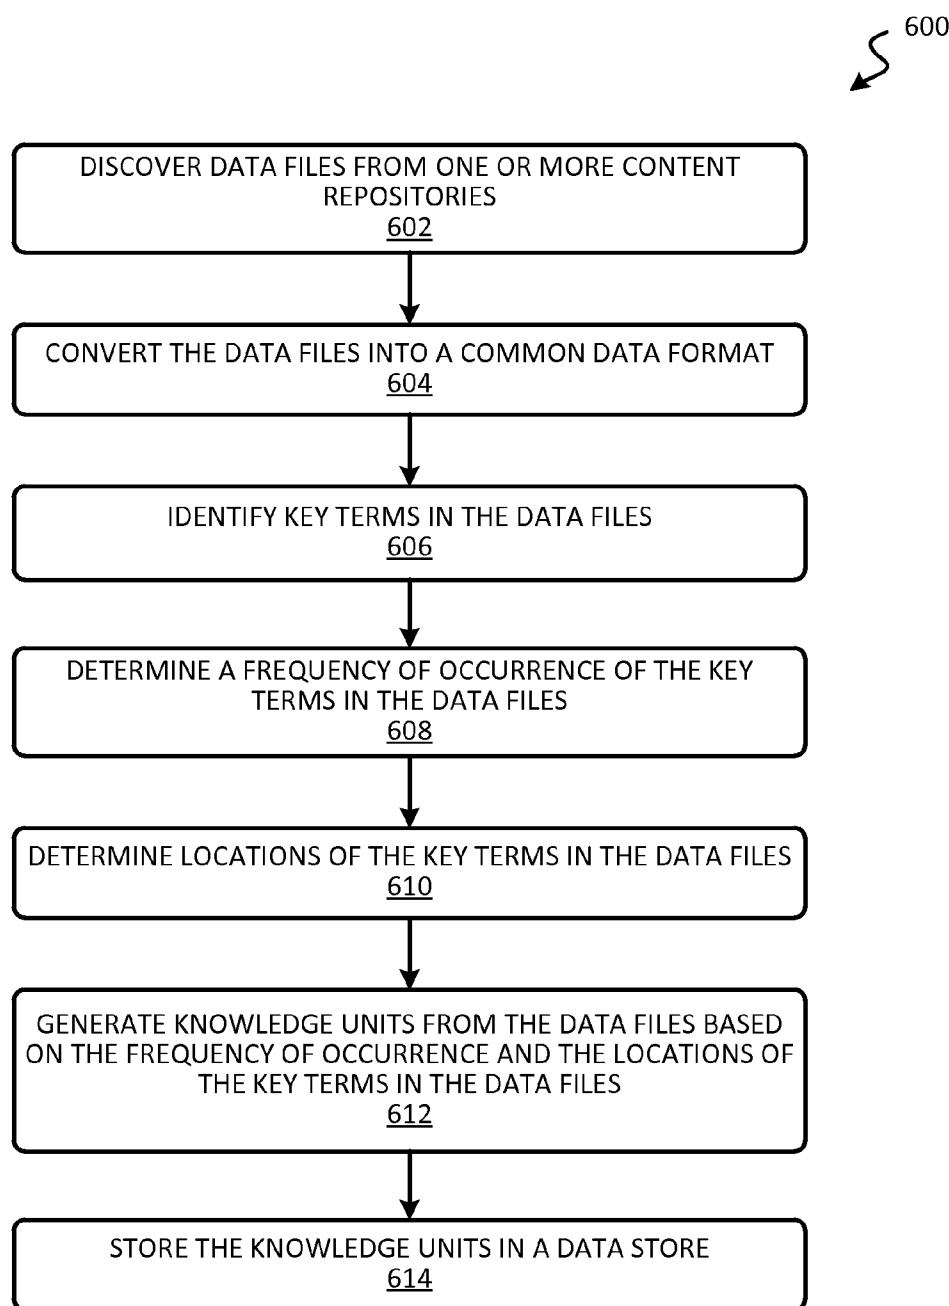 600
DISCOVER DATA FILES FROM ONE OR MORE CONTENT
REPOSITORIES
602
CONVERT THE DATA FILES INTO A COMMON DATA FORMAT
604
IDENTIFY KEY TERMS IN THE DATA FILES
606
DETERMINE A FREQUENCY OF OCCURRENCE OF THE KEY
TERMS IN THE DATA FILES
608
DETERMINE LOCATIONS OF THE KEY TERMS IN THE DATA FILES
610
GENERATE KNOWLEDGE UNITS FROM THE DATA FILES BASED
ON THE FREQUENCY OF OCCURRENCE AND THE LOCATIONS OF
THE KEY TERMS IN THE DATA FILES
612
STORE THE KNOWLEDGE UNITS IN A DATA STORE
614